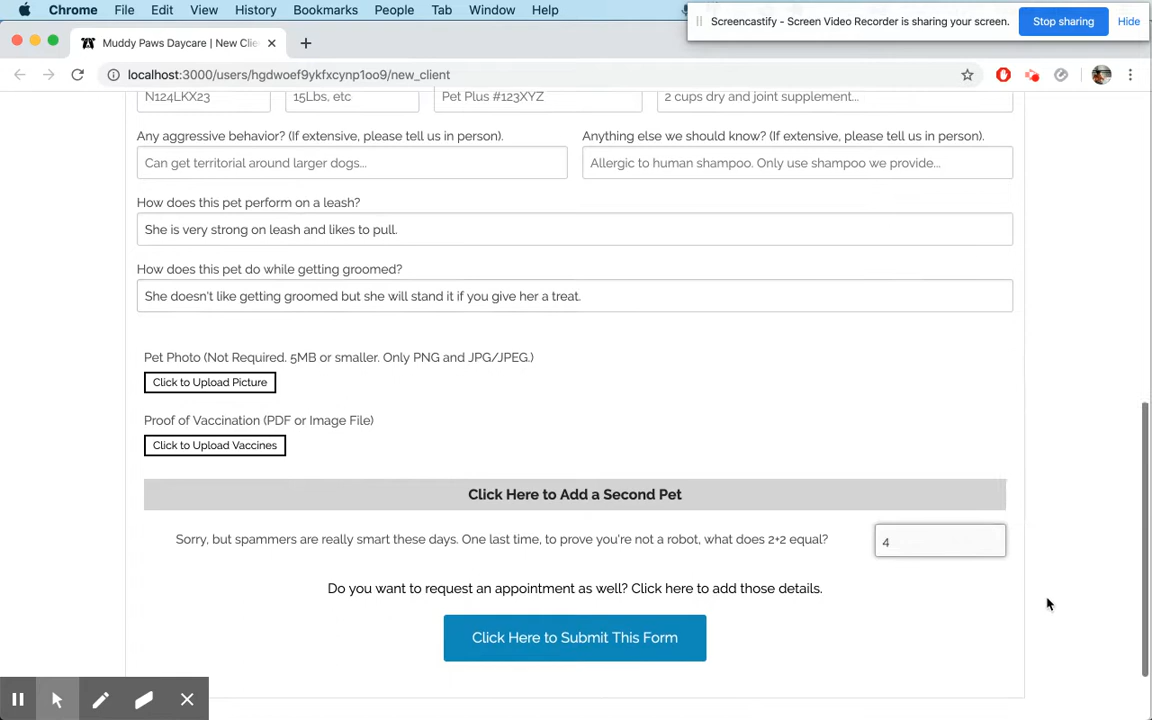 Chrome File Edit View History Bookmarks People Tab Window Help
Screencastify - Screen Video Recorder is sharing your screen. Stop sharing Hide
Muddy Paws Daycare | New Clie
localhost:3000/users/hgdwoef9ykfxcynp1oo9/new_client
N124LKX23 15Lbs, etc Pet Plus #123XYZ 2 cups dry and joint supplement...
Any aggressive behavior? (If extensive, please tell us in person). Anything else we should know? (If extensive, please tell us in person).
Can get territorial around larger dogs... Allergic to human shampoo. Only use shampoo we provide...
How does this pet perform on a leash?
She is very strong on leash and likes to pull.
How does this pet do while getting groomed?
She doesn't like getting groomed but she will stand it if you give her a treat.
Pet Photo (Not Required. 5MB or smaller. Only PNG and JPG/JPEG.)
Click to Upload Picture
Proof of Vaccination (PDF or Image File)
Click to Upload Vaccines
Click Here to Add a Second Pet
Sorry, but spammers are really smart these days. One last time, to prove you're not a robot, what does 2+2 equal? 4
Do you want to request an appointment as well? Click here to add those details.
Click Here to Submit This Form